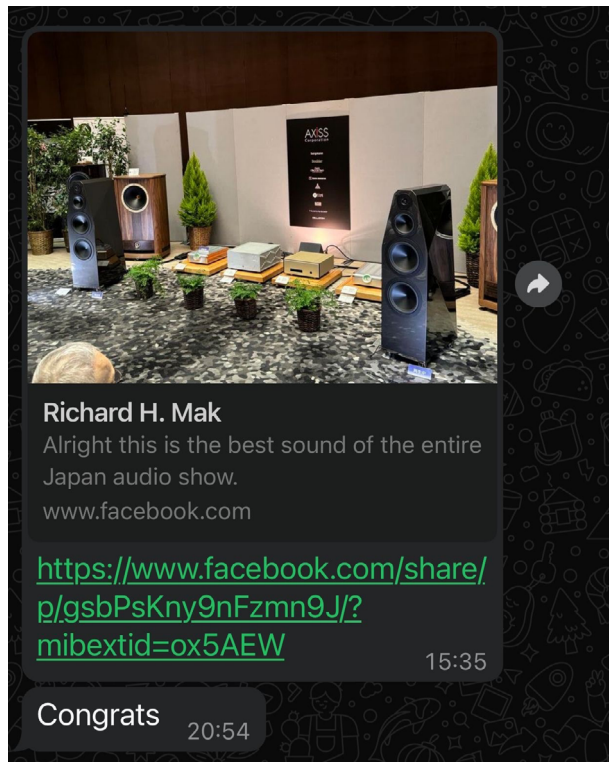 AXISS
Corporation
Richard H. Mak
Alright this is the best sound of the entire
Japan audio show.
www.facebook.com
https://www.facebook.com/share/
p/gsbPsKny9nFzmn9J/?
mibextid=ox5AEW
15:35
Congrats
20:54